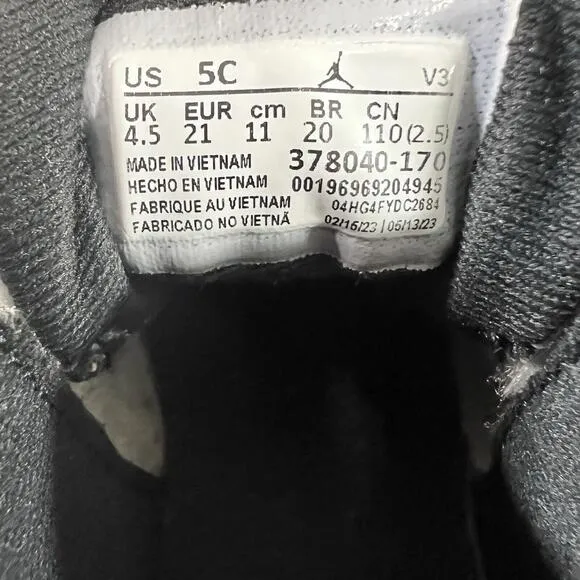 US 5C V3
UK EUR cm BR CN
4.5 21 11 20 110(2.5)
MADE IN VIETNAM 378040-170
HECHO EN VIETNAM 00196969204945
FABRIQUE AU VIETNAM 04HG4FYDC2684
FABRICADO NO VIETNÃ 02/16/23 | 06/13/23